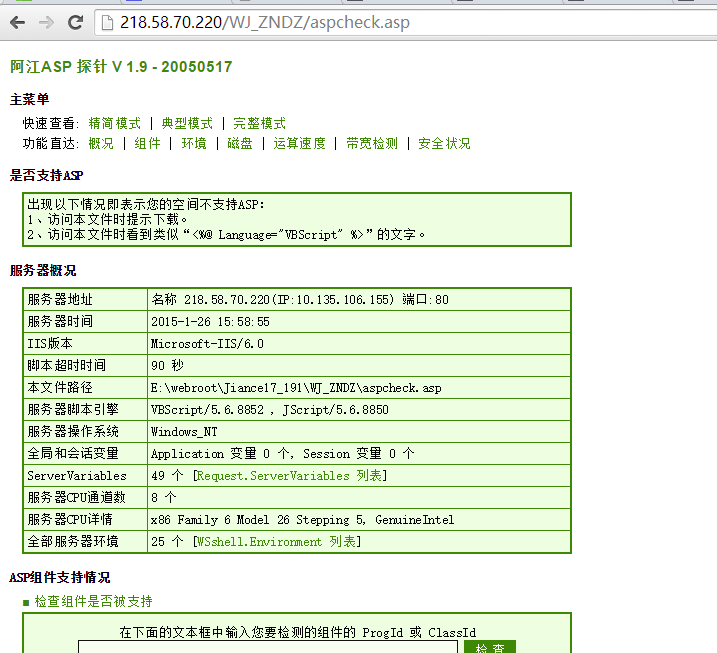 218.58.70.220/WJ_ZNDZ/aspcheck.asp
阿江ASP 探针 V 1.9 - 20050517
主菜单
快速查看: 精简模式 | 典型模式 | 完整模式
功能直达: 概况 | 组件 | 环境 | 磁盘 | 运算速度 | 带宽检测 | 安全状况
是否支持ASP
出现以下情况即表示您的空间不支持ASP:
1、访问本文件时提示下载。
2、访问本文件时看到类似“<%@ Language="VBScript" %>”的文字。
服务器概况
服务器地址 名称 218.58.70.220(IP:10.135.106.155) 端口:80
服务器时间 2015-1-26 15:58:55
IIS版本 Microsoft-IIS/6.0
脚本超时时间 90 秒
本文件路径 E:\webroot\Jiance17_191\WJ_ZNDZ\aspcheck.asp
服务器脚本引擎 VBScript/5.6.8852 , JScript/5.6.8850
服务器操作系统 Windows_NT
全局和会话变量 Application 变量 0 个, Session 变量 0 个
ServerVariables 49 个 [Request.ServerVariables 列表]
服务器CPU通道数 8 个
服务器CPU详情 x86 Family 6 Model 26 Stepping 5, GenuineIntel
全部服务器环境 25 个 [WSshell.Environment 列表]
ASP组件支持情况
■ 检查组件是否被支持
在下面的文本框中输入您要检测的组件的 ProgId 或 ClassId
检 查